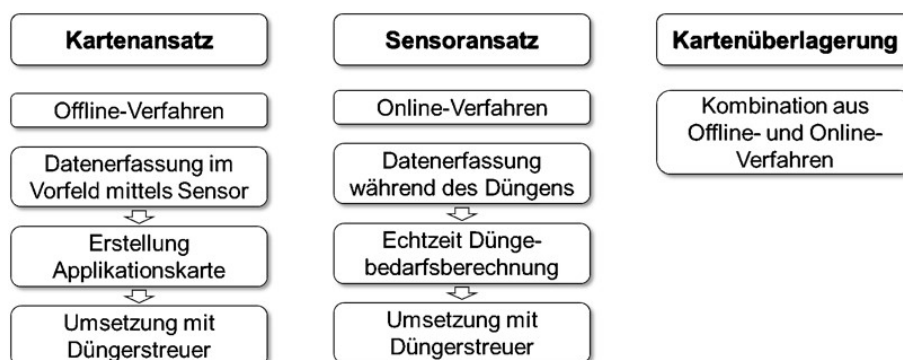 Kartenansatz
Offline-Verfahren
Datenerfassung im
Vorfeld mittels Sensor
Erstellung
Applikationskarte
Umsetzung mit
Düngerstreuer
Sensoransatz
Online-Verfahren
Datenerfassung
während des Düngens
Echtzeit Dünge-
bedarfsberechnung
Umsetzung mit
Düngerstreuer
Kartenüberlagerung
Kombination aus
Offline- und Online-
Verfahren